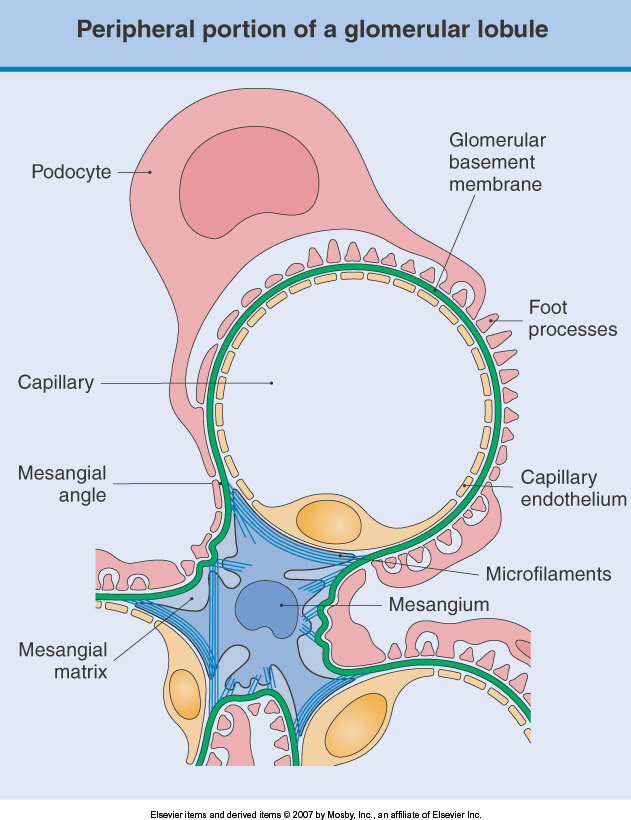 Peripheral portion of a glomerular lobule
Glomerular
basement
membrane
Podocyte
Foot
processes
Capillary
Mesangial
angle
Capillary
endothelium
Microfilaments
Mesangium
Mesangial
matrix
Elsevier items and derived items © 2007 by Mosby, Inc., an affiliate of Elsevier Inc.